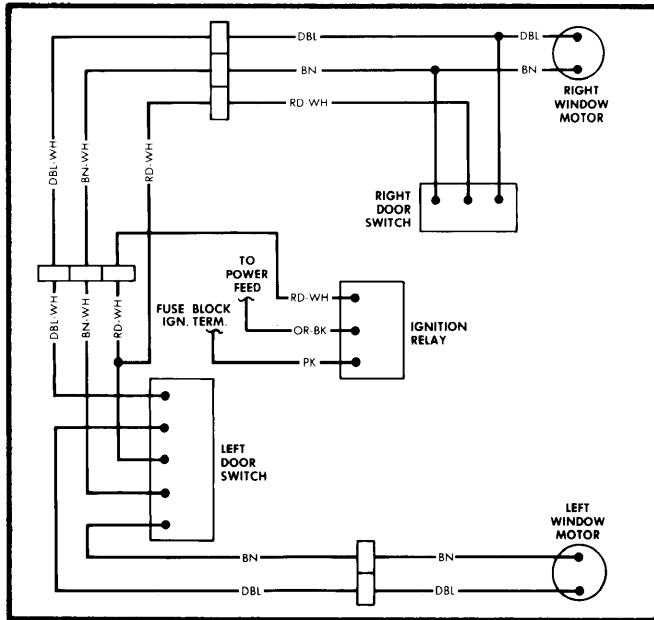 DBL
DBL
BN
BN
RIGHT
WINDOW
MOTOR
RD-WH
DBL-WH
BN-WH
RD-WH
RIGHT
DOOR
SWITCH
TO
POWER
FEED
FUSE BLOCK
IGN. TERM.
RD-WH
OR-BK
PK
IGNITION
RELAY
DBL-WH
BN-WH
RD-WH
LEFT
DOOR
SWITCH
LEFT
WINDOW
MOTOR
BN
BN
DBL
DBL